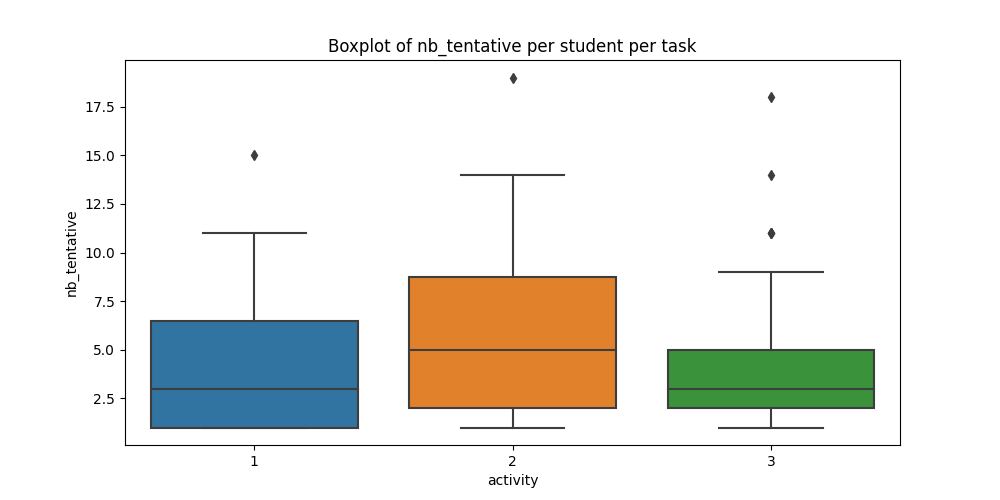 Boxplot of nb_tentative per student per task
nb_tentative
17.5
15.0
12.5
10.0
7.5
5.0
2.5
1 2 3
activity